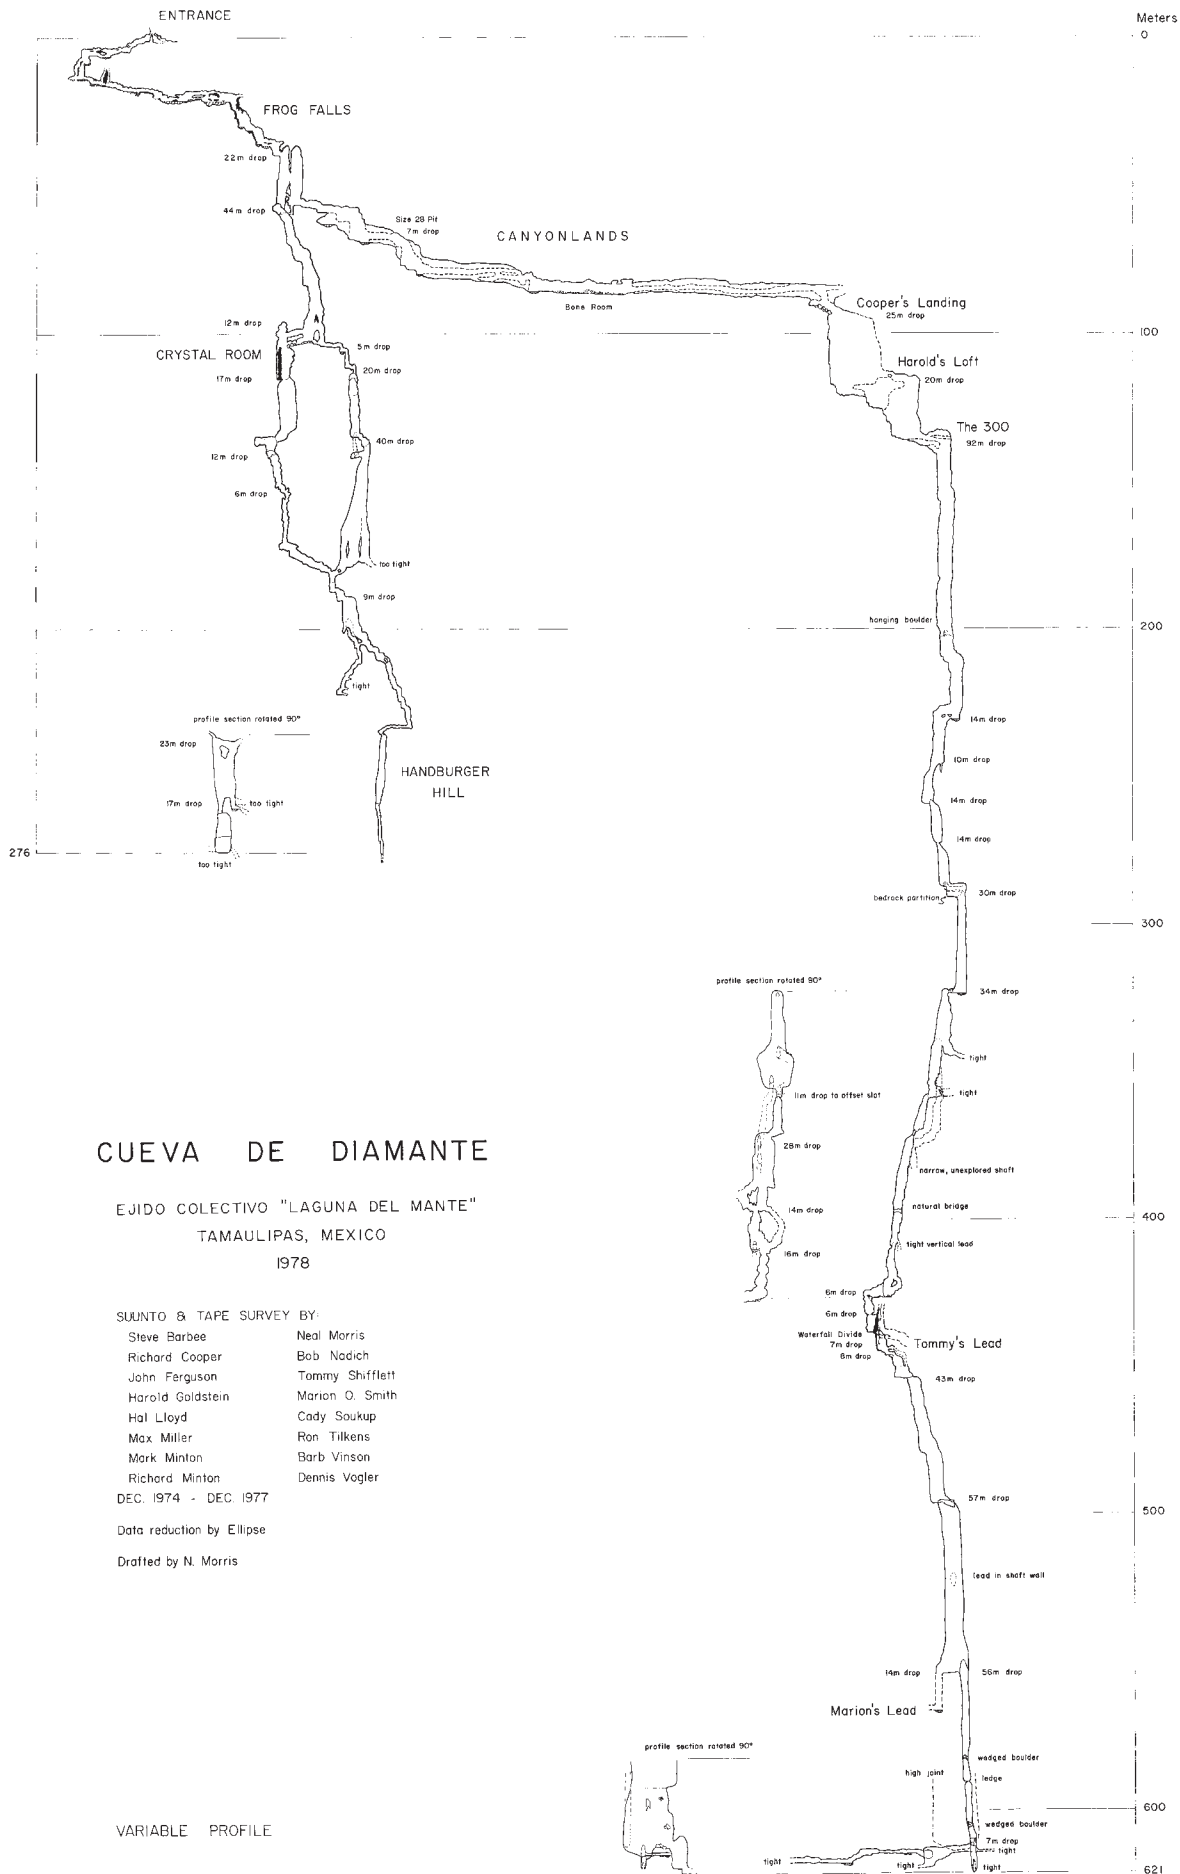 ENTRANCE
Meters
0
FROG FALLS
22m drop
44m drop
Size 28 Pit
7m drop
CANYONLANDS
Bone Room
Cooper's Landing
25m drop
12m drop
100
CRYSTAL ROOM
5m drop
Harold's Loft
20m drop
17m drop
20m drop
The 300
40m drop
92m drop
12m drop
6m drop
too tight
9m drop
hanging boulder
200
tight
profile section rotated 90°
14m drop
23m drop
10m drop
HANDBURGER
HILL
17m drop
too tight
14m drop
14m drop
276
too tight
30m drop
bedrock partition
300
profile section rotated 90°
34m drop
tight
11m drop to offset slot
tight
CUEVA DE DIAMANTE
28m drop
narrow, unexplored shaft
EJIDO COLECTIVO "LAGUNA DEL MANTE"
14m drop
natural bridge
400
TAMAULIPAS, MEXICO
tight vertical lead
16m drop
1978
6m drop
SUUNTO & TAPE SURVEY BY:
6m drop
Steve Barbee Neal Morris
Waterfall Divide
7m drop
Tommy's Lead
Richard Cooper Bob Nadich
6m drop
John Ferguson Tommy Shifflett
43m drop
Harold Goldstein Marion O. Smith
Hal Lloyd Cady Soukup
Max Miller Ron Tilkens
Mark Minton Barb Vinson
Richard Minton Dennis Vogler
DEC. 1974 - DEC. 1977
57m drop
500
Data reduction by Ellipse
Drafted by N. Morris
lead in shaft wall
14m drop
56m drop
Marion's Lead
profile section rotated 90°
wedged boulder
high joint
ledge
600
wedged boulder
VARIABLE PROFILE
7m drop
tight
tight
tight
tight
621